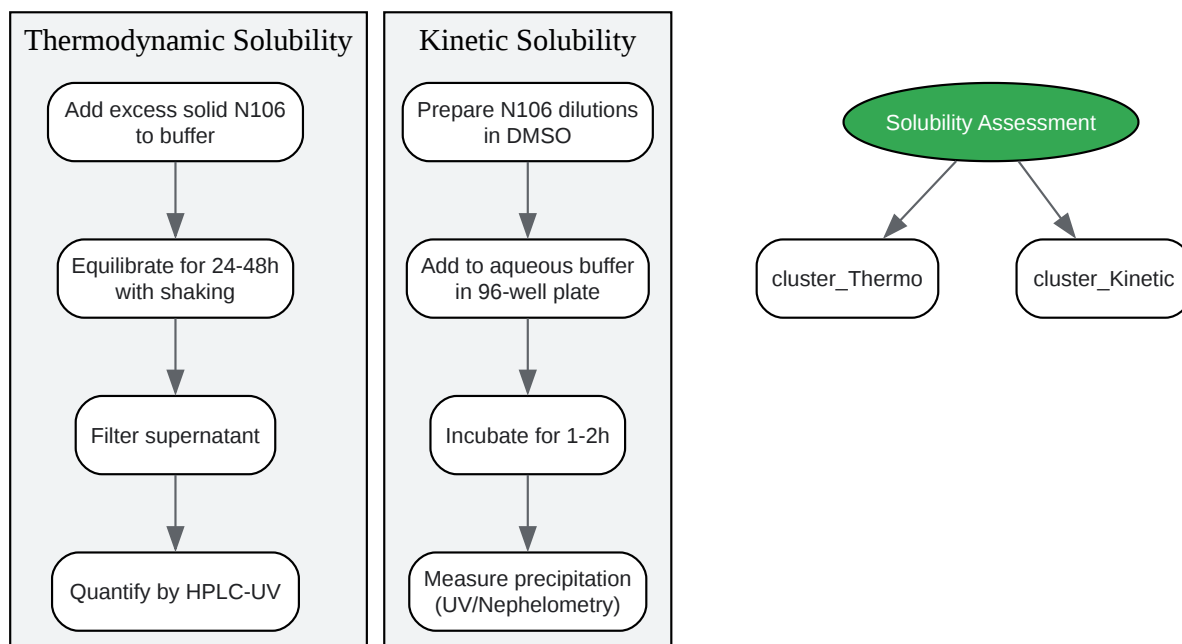 Thermodynamic Solubility
Add excess solid N106
to buffer
Equilibrate for 24-48h
with shaking
Filter supernatant
Quantify by HPLC-UV
Kinetic Solubility
Prepare N106 dilutions
in DMSO
Add to aqueous buffer
in 96-well plate
Incubate for 1-2h
Measure precipitation
(UV/Nephelometry)
Solubility Assessment
cluster_Thermo
cluster_Kinetic